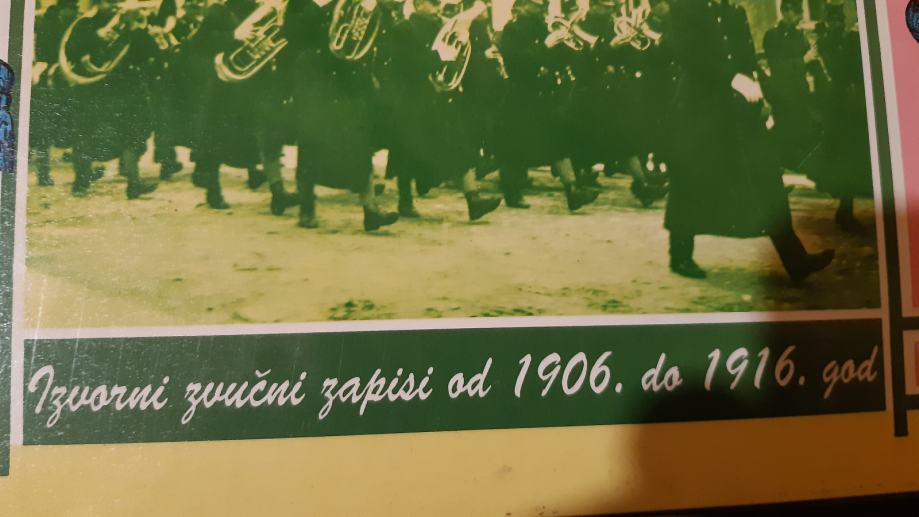 Izvorni zvučni zapisi od 1906. do 1916. god